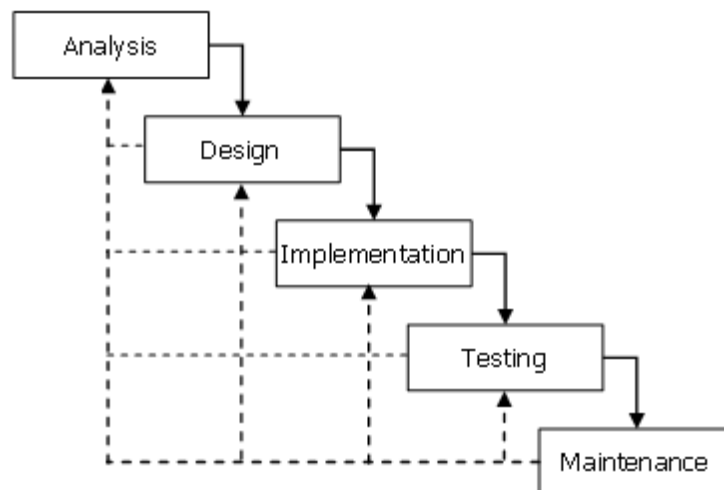 Analysis
Design
Implementation
Testing
Maintenance